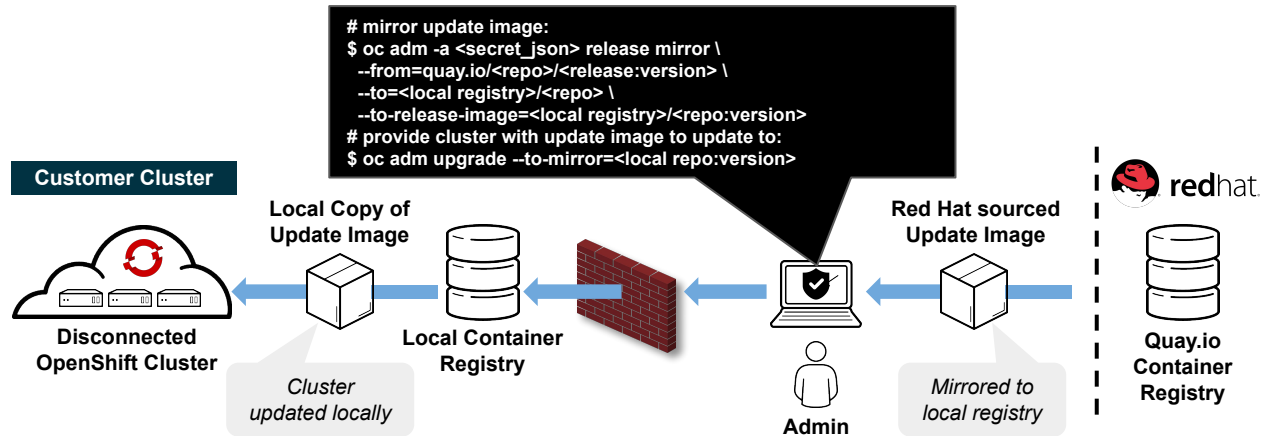 # mirror update image:
$ oc adm -a <secret_json> release mirror \
--from=quay.io/<repo>/<release:version> \
--to=<local registry>/<repo> \
--to-release-image=<local registry>/<repo:version>
# provide cluster with update image to update to:
$ oc adm upgrade --to-mirror=<local repo:version>
Customer Cluster
Local Copy of
Update Image
Red Hat sourced
Update Image
redhat.
Disconnected
OpenShift Cluster
Local Container
Registry
Quay.io
Container
Registry
Cluster
updated locally
Admin
Mirrored to
local registry